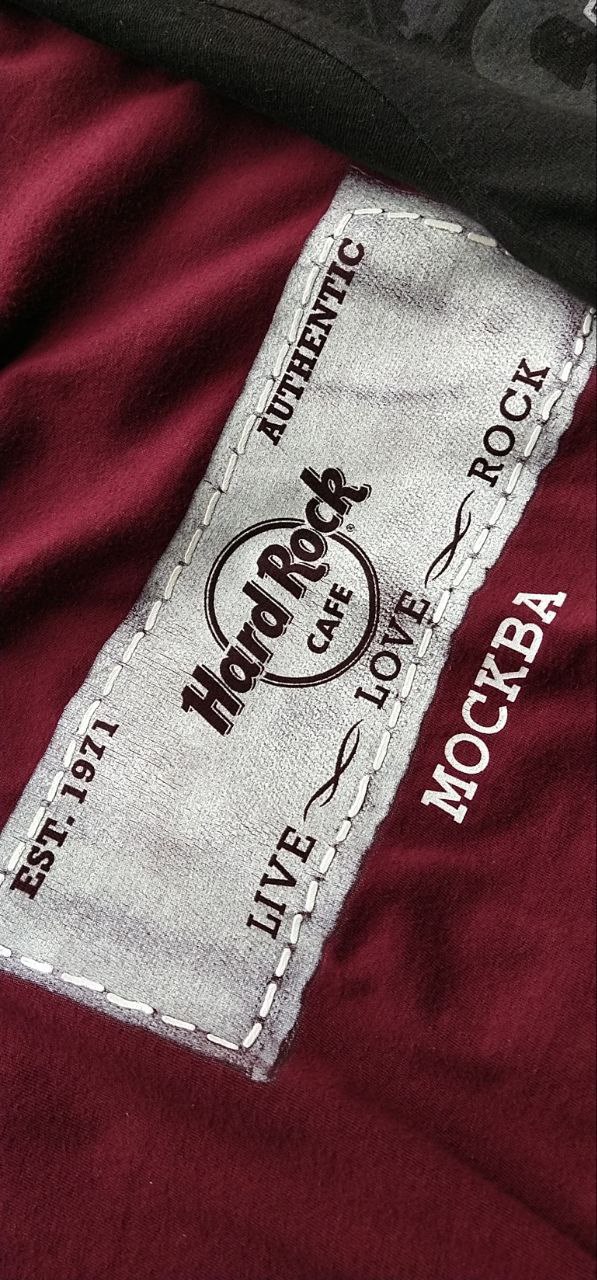 EST. 1971 AUTHENTIC
Hard Rock®
CAFE
LIVE LOVE ROCK
МОСКВА